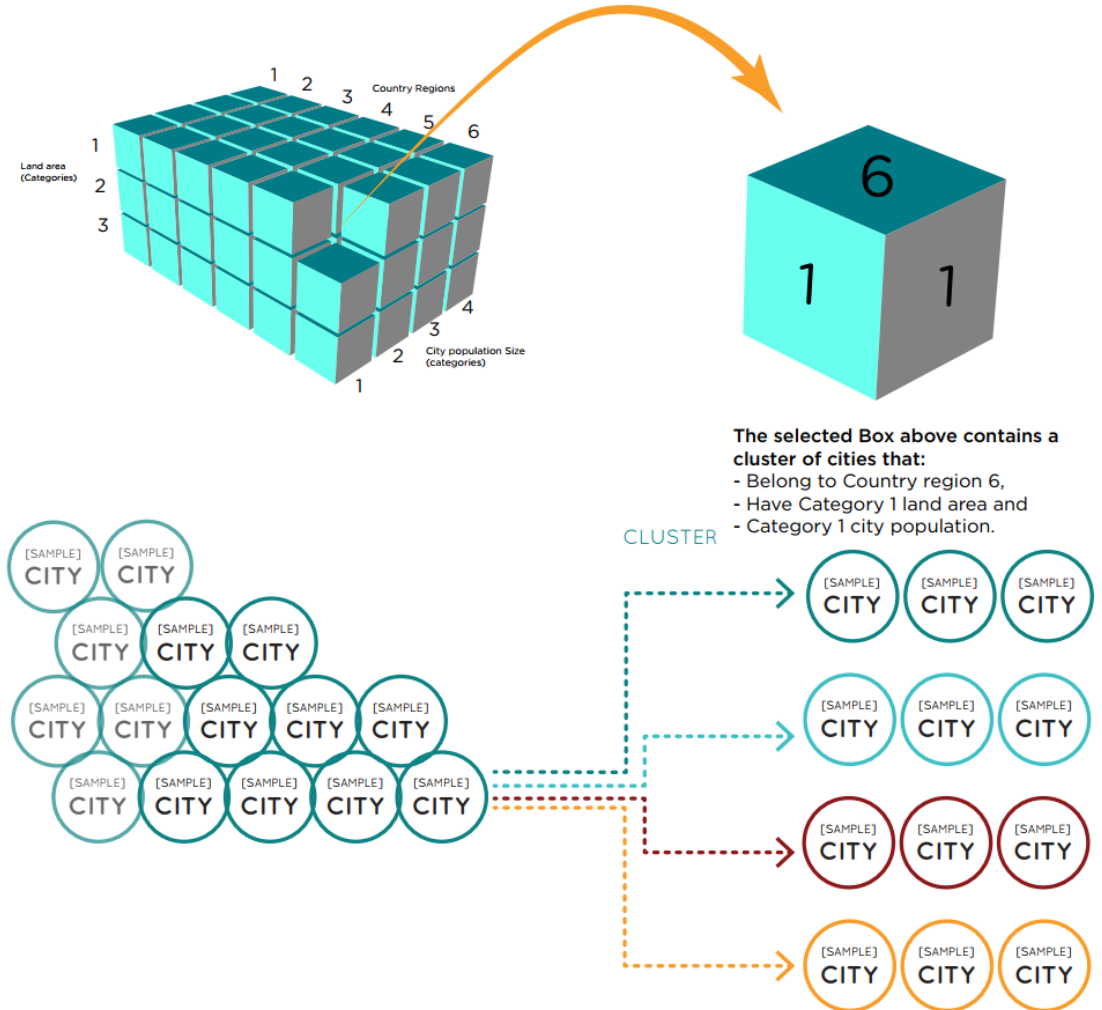 1
2
3
Country Regions
4
5
6
1
Land area
(Categories)
2
3
4
3
City population Size
(categories)
2
1
6
1
1
The selected Box above contains a
cluster of cities that:
- Belong to Country region 6,
- Have Category 1 land area and
- Category 1 city population.
CLUSTER
[SAMPLE]
CITY
[SAMPLE]
CITY
[SAMPLE]
CITY
[SAMPLE]
CITY
[SAMPLE]
CITY
[SAMPLE]
CITY
[SAMPLE]
CITY
[SAMPLE]
CITY
[SAMPLE]
CITY
[SAMPLE]
CITY
[SAMPLE]
CITY
[SAMPLE]
CITY
[SAMPLE]
CITY
[SAMPLE]
CITY
[SAMPLE]
CITY
[SAMPLE]
CITY
[SAMPLE]
CITY
[SAMPLE]
CITY
[SAMPLE]
CITY
[SAMPLE]
CITY
[SAMPLE]
CITY
[SAMPLE]
CITY
[SAMPLE]
CITY
[SAMPLE]
CITY
[SAMPLE]
CITY
[SAMPLE]
CITY
[SAMPLE]
CITY